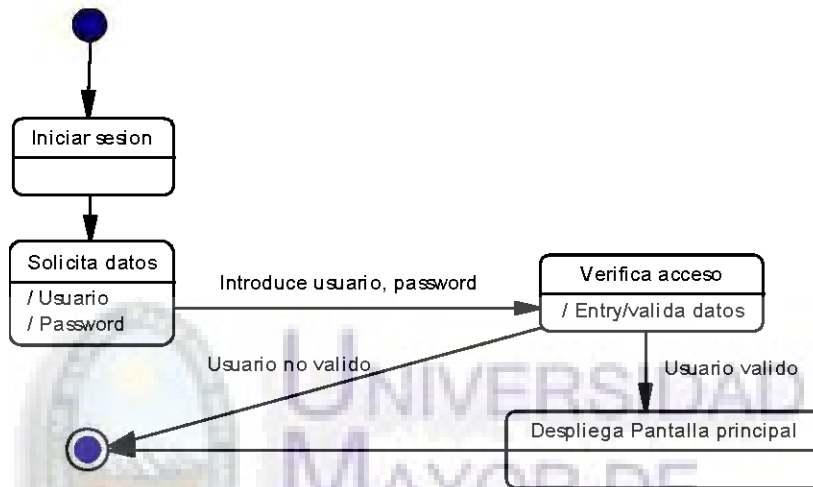 Iniciar sesion
Solicita datos
/ Usuario
/ Password
Introduce usuario, password
Verifica acceso
/ Entry/valida datos
Usuario no valido
Usuario valido
UNIVERSIDAD
Despliega Pantalla principal
MAYOR DE